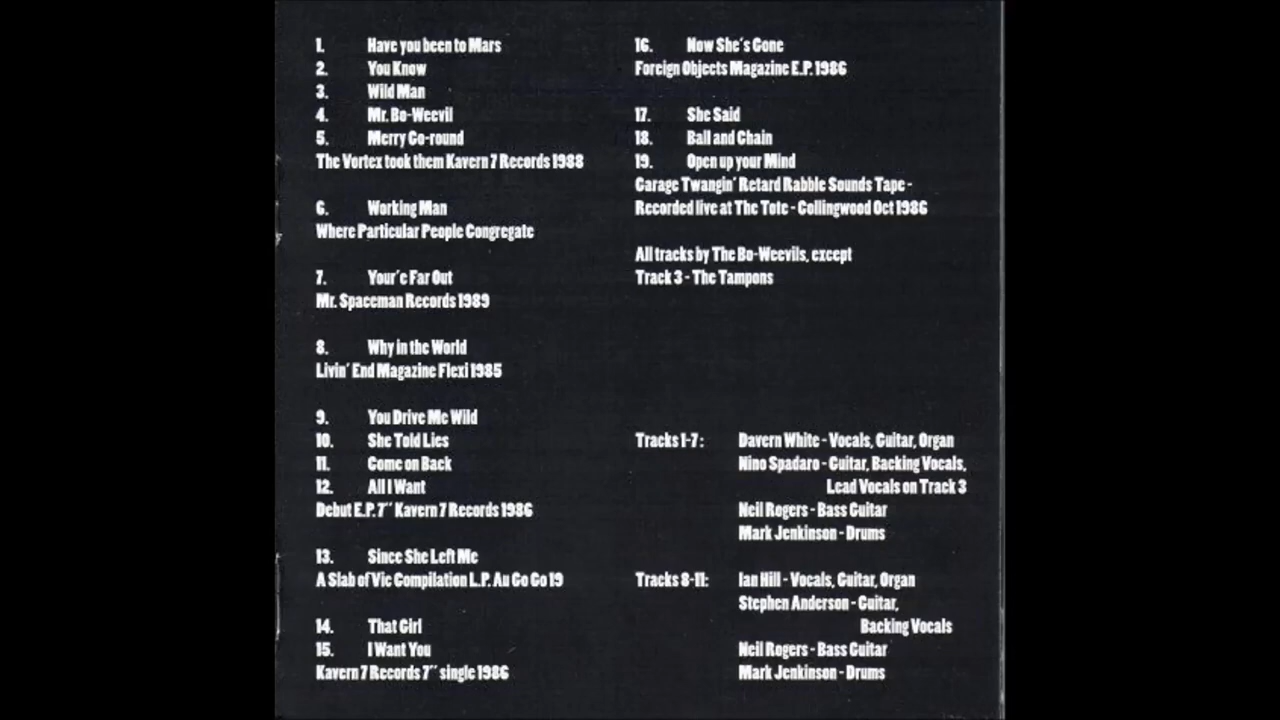 1. Have you been to Mars
2. You Know
3. Wild Man
4. Mr. Bo-Weevil
5. Merry Go-round
The Vortex took them Kavern 7 Records 1988
6. Working Man
Where Particular People Congregate
7. Your'e Far Out
Mr. Spaceman Records 1989
8. Why in the World
Livin' End Magazine Flexi 1985
9. You Drive Me Wild
10. She Told Lies
11. Come on Back
12. All I Want
Debut E.P. 7" Kavern 7 Records 1986
13. Since She Left Me
A Slab of Vic Compilation L.P. Au Go Go 19
14. That Girl
15. I Want You
Kavern 7 Records 7" single 1986
16. Now She's Gone
Foreign Objects Magazine E.P. 1986
17. She Said
18. Ball and Chain
19. Open up your Mind
Garage Twangin' Retard Rabble Sounds Tape -
Recorded live at The Tote - Collingwood Oct 1986
All tracks by The Bo-Weevils, except
Track 3 - The Tampons
Tracks 1-7: Davern White - Vocals, Guitar, Organ
Nino Spadaro - Guitar, Backing Vocals,
Lead Vocals on Track 3
Neil Rogers - Bass Guitar
Mark Jenkinson - Drums
Tracks 8-11: Ian Hill - Vocals, Guitar, Organ
Stephen Anderson - Guitar,
Backing Vocals
Neil Rogers - Bass Guitar
Mark Jenkinson - Drums